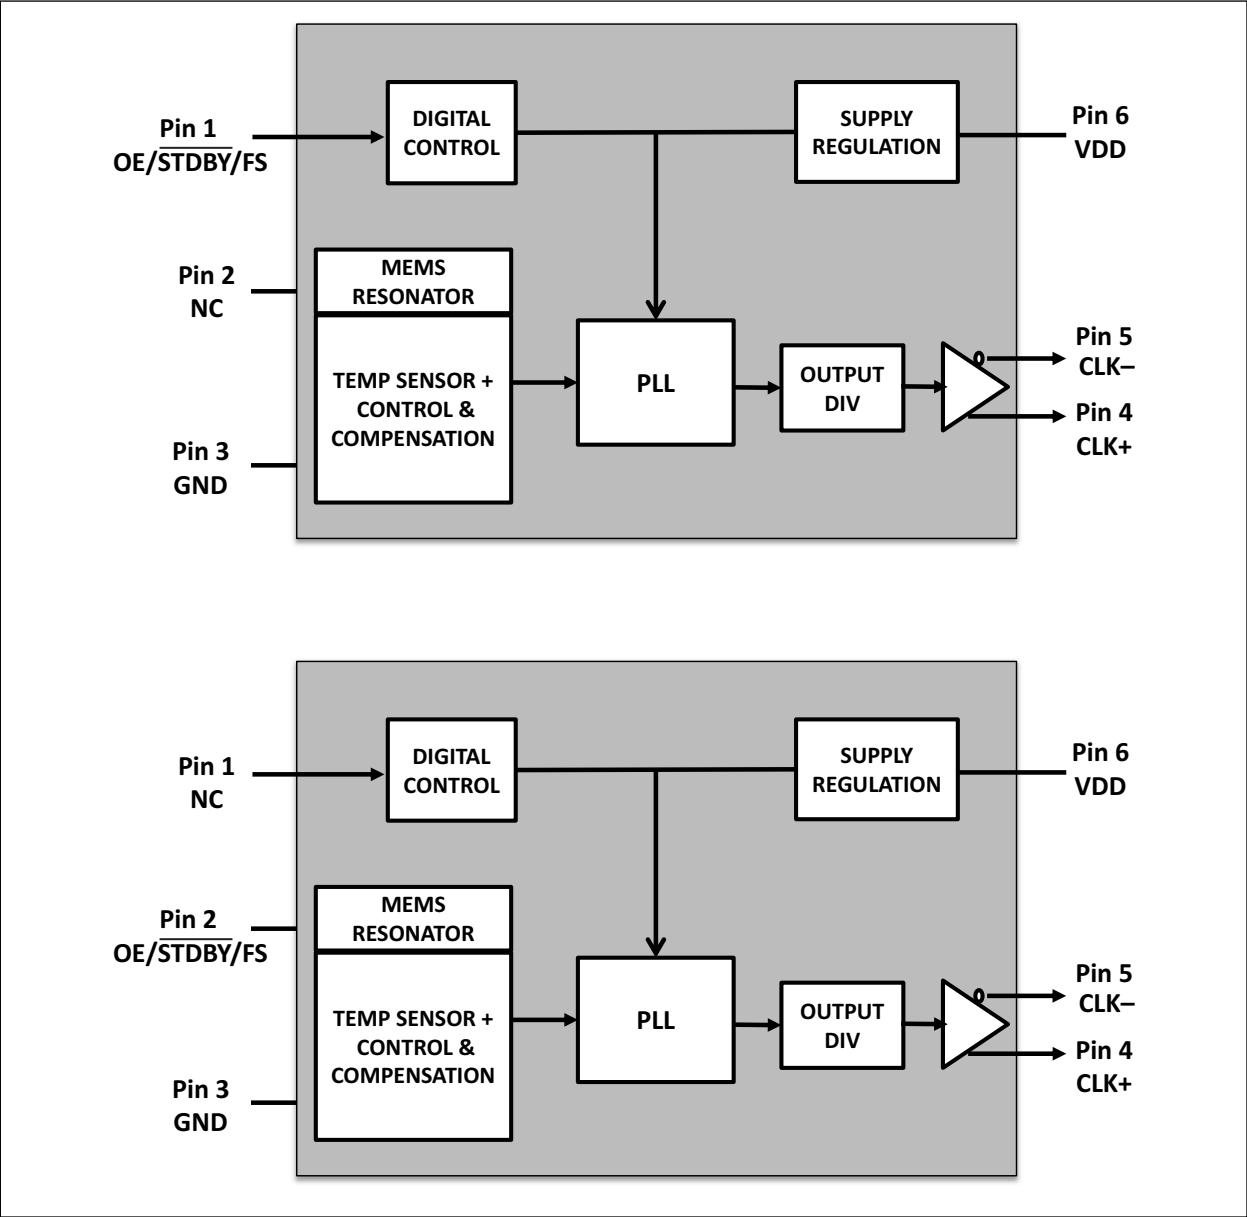 Pin 1
OE/STDBY/FS
DIGITAL
CONTROL
SUPPLY
REGULATION
Pin 6
VDD
Pin 2
NC
MEMS
RESONATOR
TEMP SENSOR +
CONTROL &
COMPENSATION
PLL
OUTPUT
DIV
Pin 5
CLK–
Pin 4
CLK+
Pin 3
GND
Pin 1
NC
DIGITAL
CONTROL
SUPPLY
REGULATION
Pin 6
VDD
Pin 2
OE/STDBY/FS
MEMS
RESONATOR
TEMP SENSOR +
CONTROL &
COMPENSATION
PLL
OUTPUT
DIV
Pin 5
CLK–
Pin 4
CLK+
Pin 3
GND